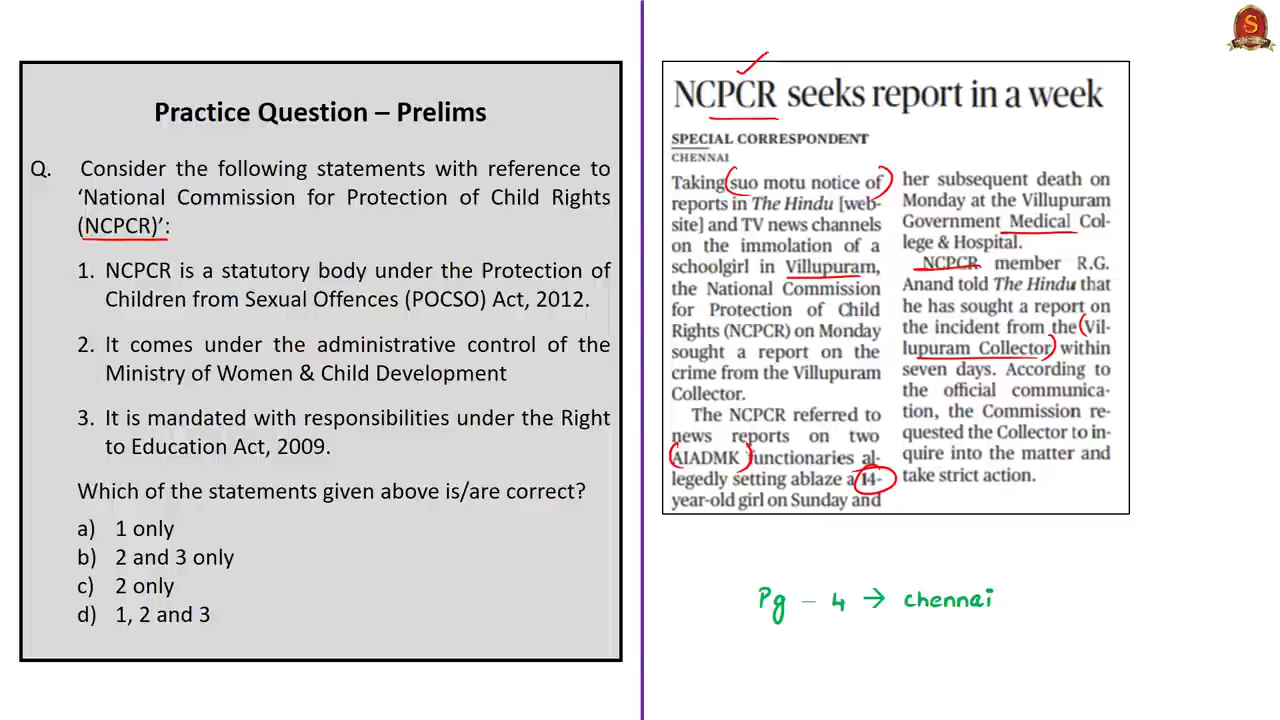 S
Practice Question – Prelims
Q. Consider the following statements with reference to
‘National Commission for Protection of Child Rights
(NCPCR)’:
1. NCPCR is a statutory body under the Protection of
Children from Sexual Offences (POCSO) Act, 2012.
2. It comes under the administrative control of the
Ministry of Women & Child Development
3. It is mandated with responsibilities under the Right
to Education Act, 2009.
Which of the statements given above is/are correct?
a) 1 only
b) 2 and 3 only
c) 2 only
d) 1, 2 and 3
NCPCR seeks report in a week
SPECIAL CORRESPONDENT
CHENNAI
Taking suo motu notice of
reports in The Hindu [web-
site] and TV news channels
on the immolation of a
schoolgirl in Villupuram,
the National Commission
for Protection of Child
Rights (NCPCR) on Monday
sought a report on the
crime from the Villupuram
Collector.
The NCPCR referred to
news reports on two
AIADMK functionaries al-
legedly setting ablaze a 14-
year-old girl on Sunday and
her subsequent death on
Monday at the Villupuram
Government Medical Col-
lege & Hospital.
NCPCR member R.G.
Anand told The Hindu that
he has sought a report on
the incident from the Vil-
lupuram Collector within
seven days. According to
the official communica-
tion, the Commission re-
quested the Collector to in-
quire into the matter and
take strict action.
Pg – 4 → chennai